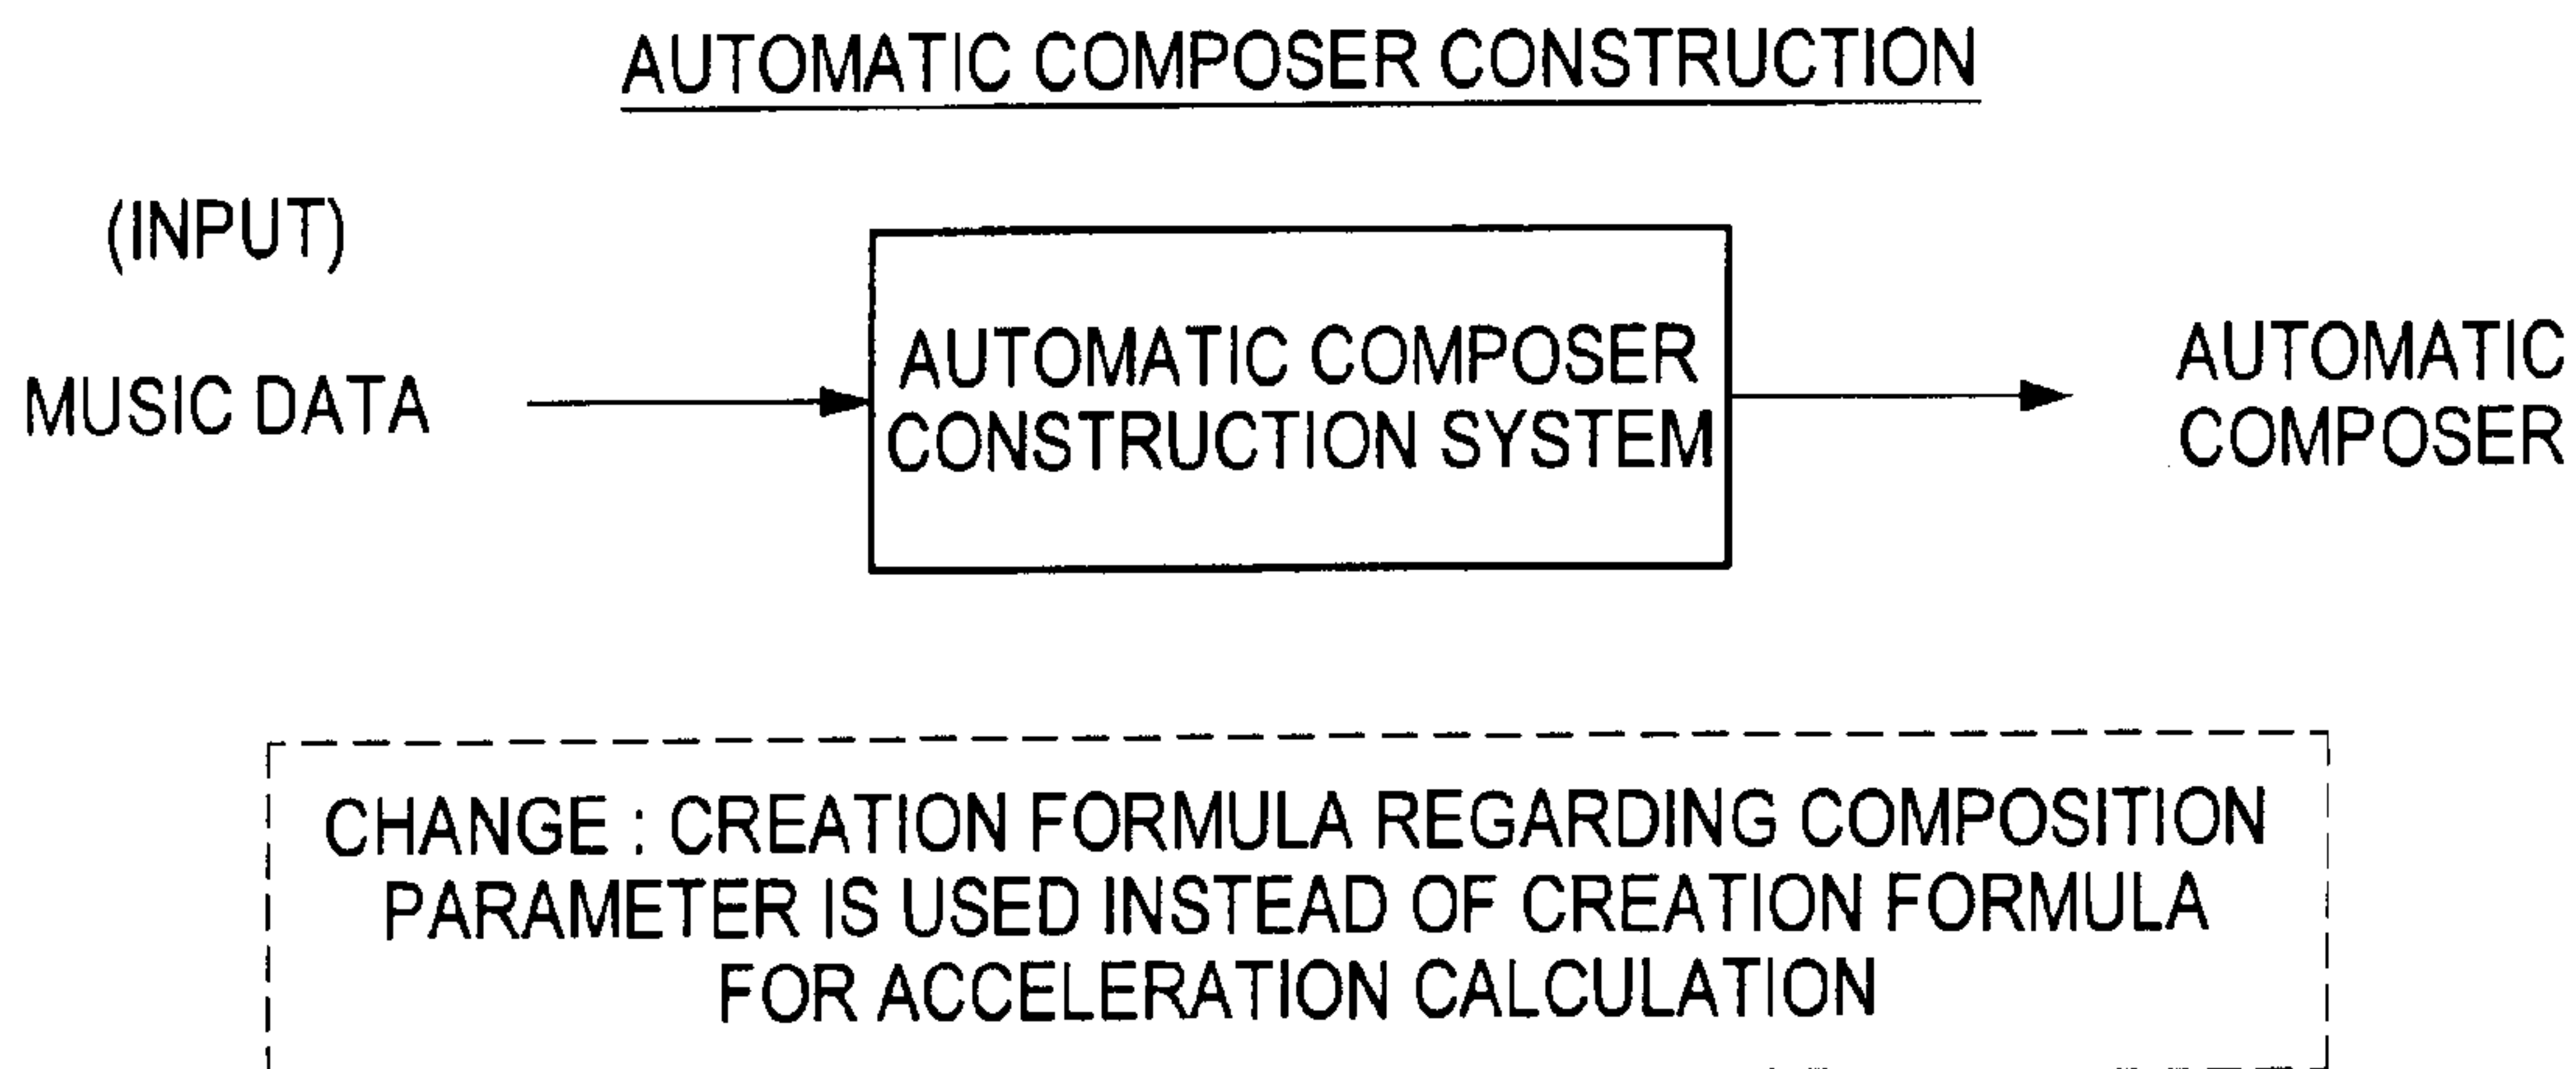 AUTOMATIC COMPOSER CONSTRUCTION
(INPUT)
MUSIC DATA
AUTOMATIC COMPOSER
CONSTRUCTION SYSTEM
AUTOMATIC
COMPOSER
CHANGE : CREATION FORMULA REGARDING COMPOSITION
PARAMETER IS USED INSTEAD OF CREATION FORMULA
FOR ACCELERATION CALCULATION